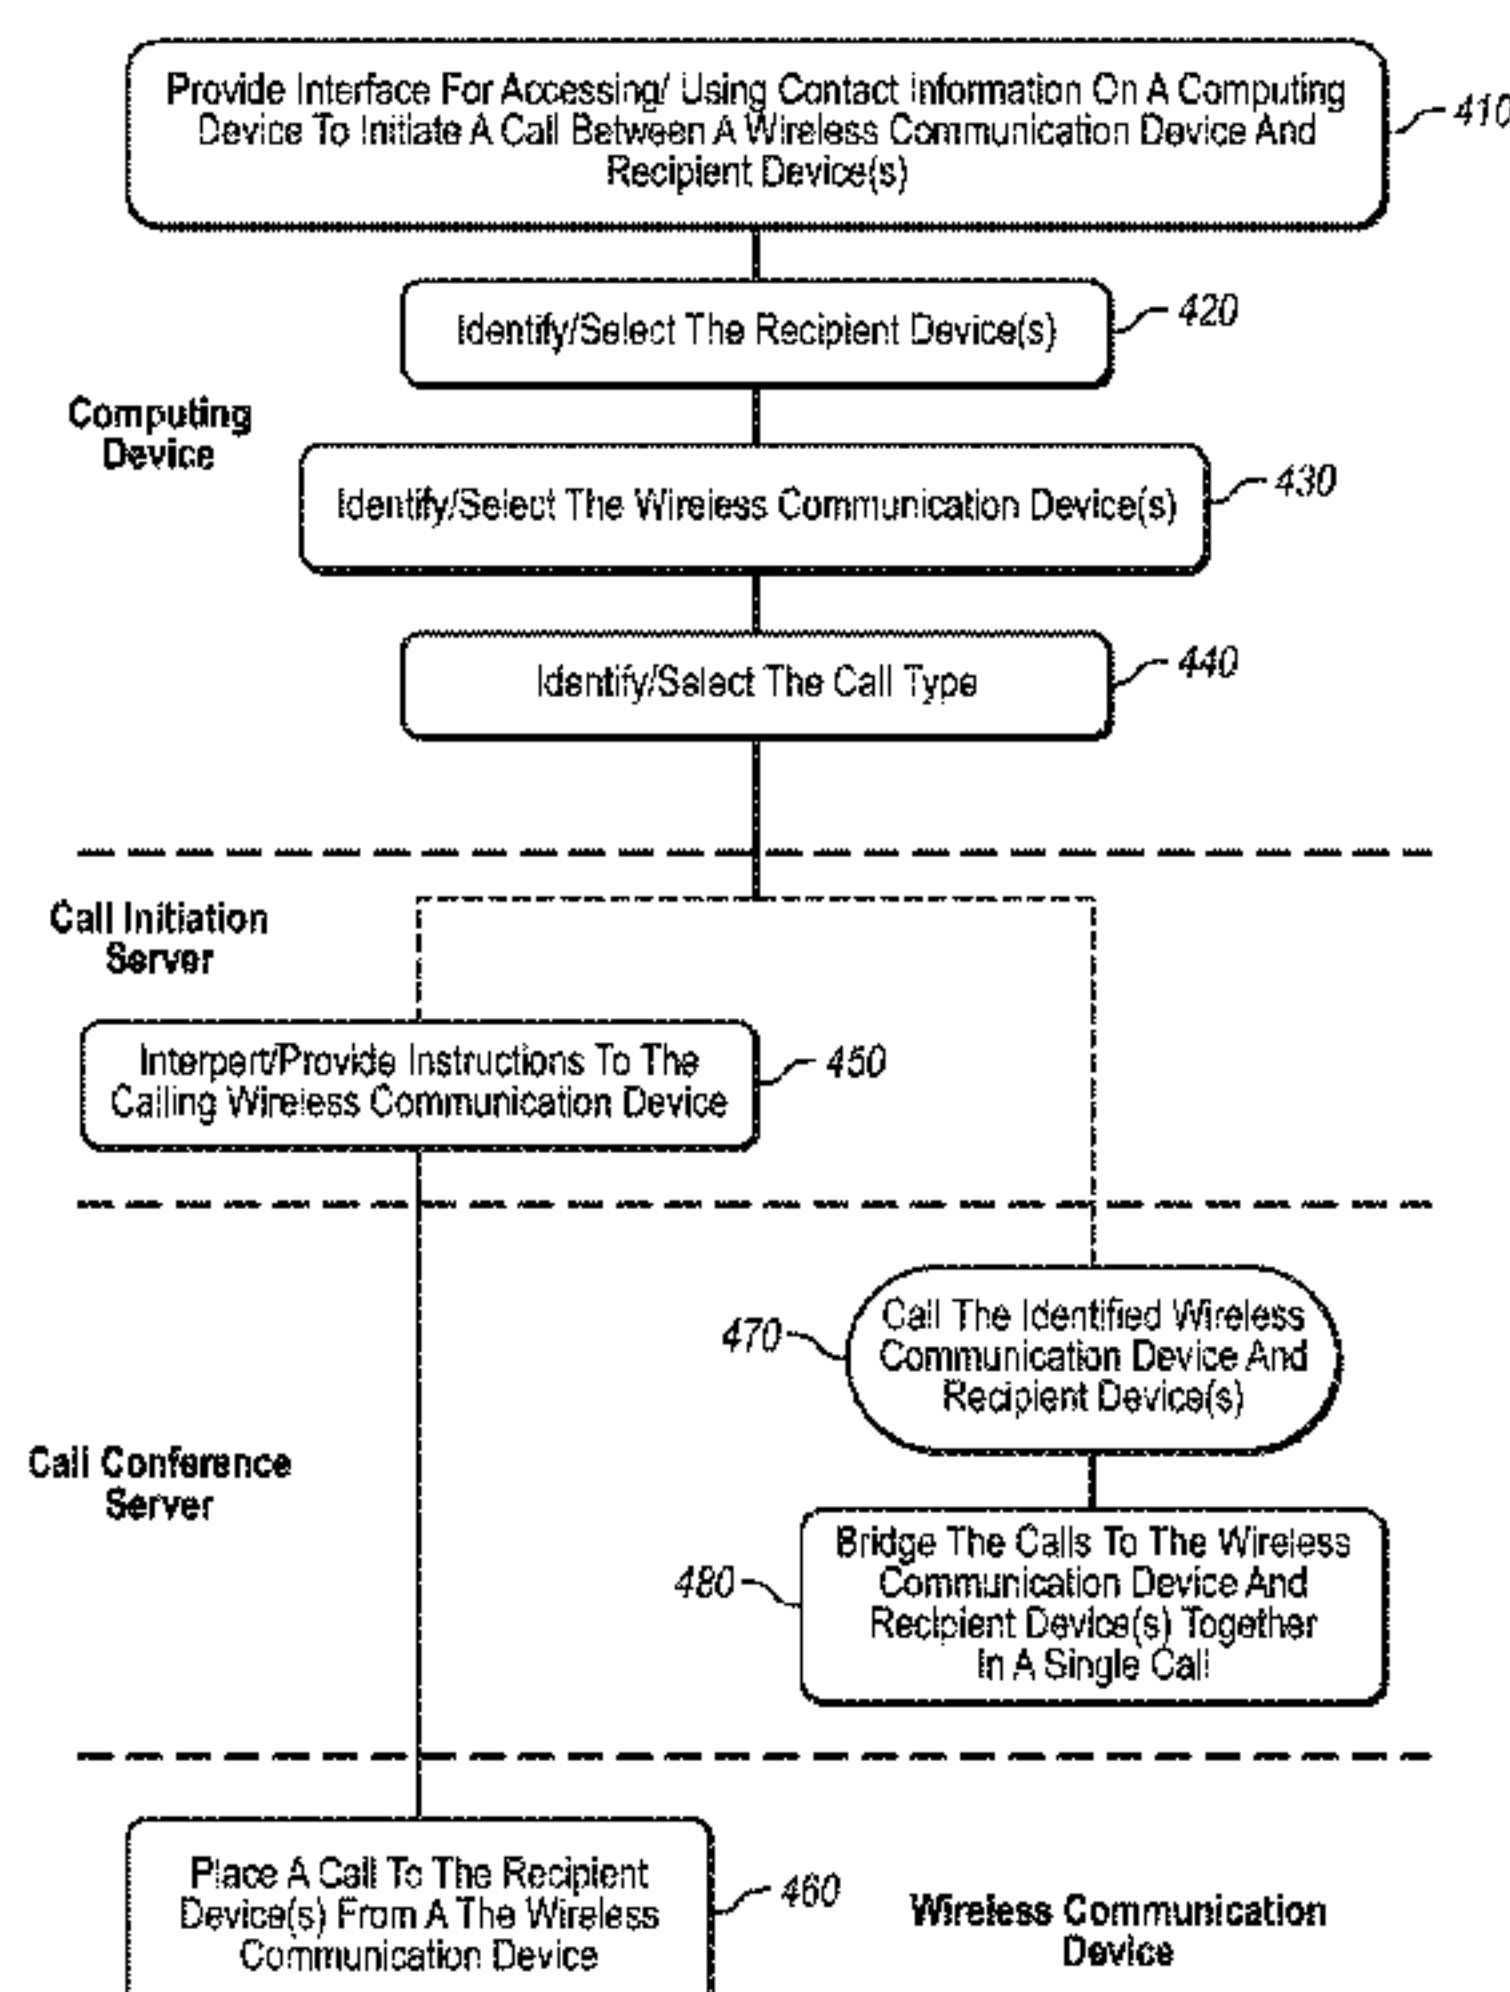 Provide Interface For Accessing/ Using Contact Information On A Computing
Device To Initiate A Call Between A Wireless Communication Device And
Recipient Device(s)
410
Identify/Select The Recipient Device(s)
420
Computing
Device
Identify/Select The Wireless Communication Device(s)
430
Identify/Select The Call Type
440
Call Initiation
Server
Interpert/Provide Instructions To The
Calling Wireless Communication Device
450
Call The Identified Wireless
Communication Device And
Recipient Device(s)
470
Call Conference
Server
Bridge The Calls To The Wireless
Communication Device And
Recipient Device(s) Together
In A Single Call
480
Place A Call To The Recipient
Device(s) From A The Wireless
Communication Device
460
Wireless Communication
Device